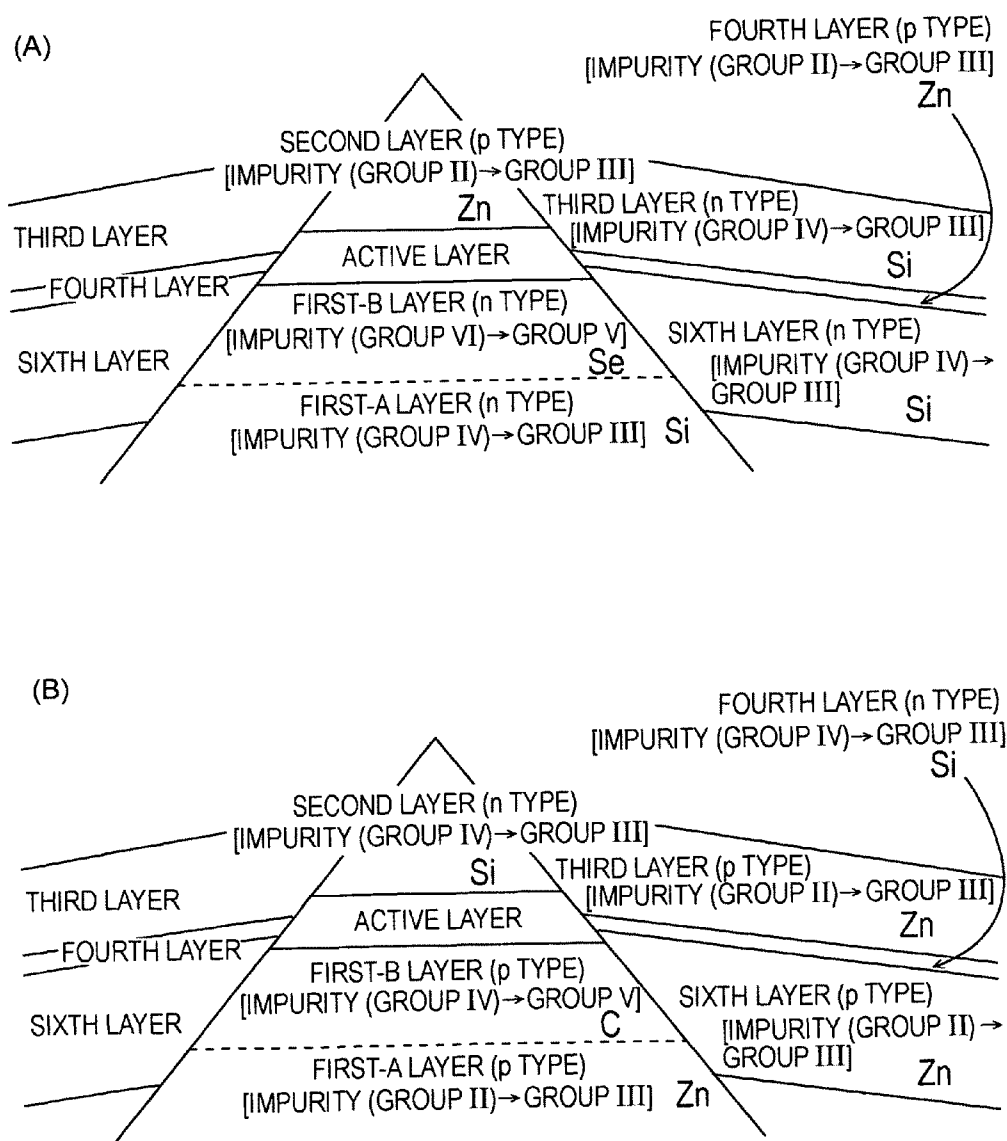 (A)
FOURTH LAYER (p TYPE)
[IMPURITY (GROUP II)→GROUP III]
Zn
SECOND LAYER (p TYPE)
[IMPURITY (GROUP II)→GROUP III]
Zn
THIRD LAYER (n TYPE)
[IMPURITY (GROUP IV)→GROUP III]
Si
THIRD LAYER
ACTIVE LAYER
FOURTH LAYER
FIRST-B LAYER (n TYPE)
[IMPURITY (GROUP VI)→GROUP V]
Se
SIXTH LAYER
SIXTH LAYER (n TYPE)
[IMPURITY (GROUP IV)→
GROUP III]
Si
FIRST-A LAYER (n TYPE)
[IMPURITY (GROUP IV)→GROUP III] Si
(B)
FOURTH LAYER (n TYPE)
[IMPURITY (GROUP IV)→GROUP III]
Si
SECOND LAYER (n TYPE)
[IMPURITY (GROUP IV)→GROUP III]
Si
THIRD LAYER (p TYPE)
[IMPURITY (GROUP II)→GROUP III]
Zn
THIRD LAYER
ACTIVE LAYER
FOURTH LAYER
FIRST-B LAYER (p TYPE)
[IMPURITY (GROUP IV)→GROUP V]
C
SIXTH LAYER
SIXTH LAYER (p TYPE)
[IMPURITY (GROUP II)→
GROUP III]
Zn
FIRST-A LAYER (p TYPE)
[IMPURITY (GROUP II)→GROUP III] Zn